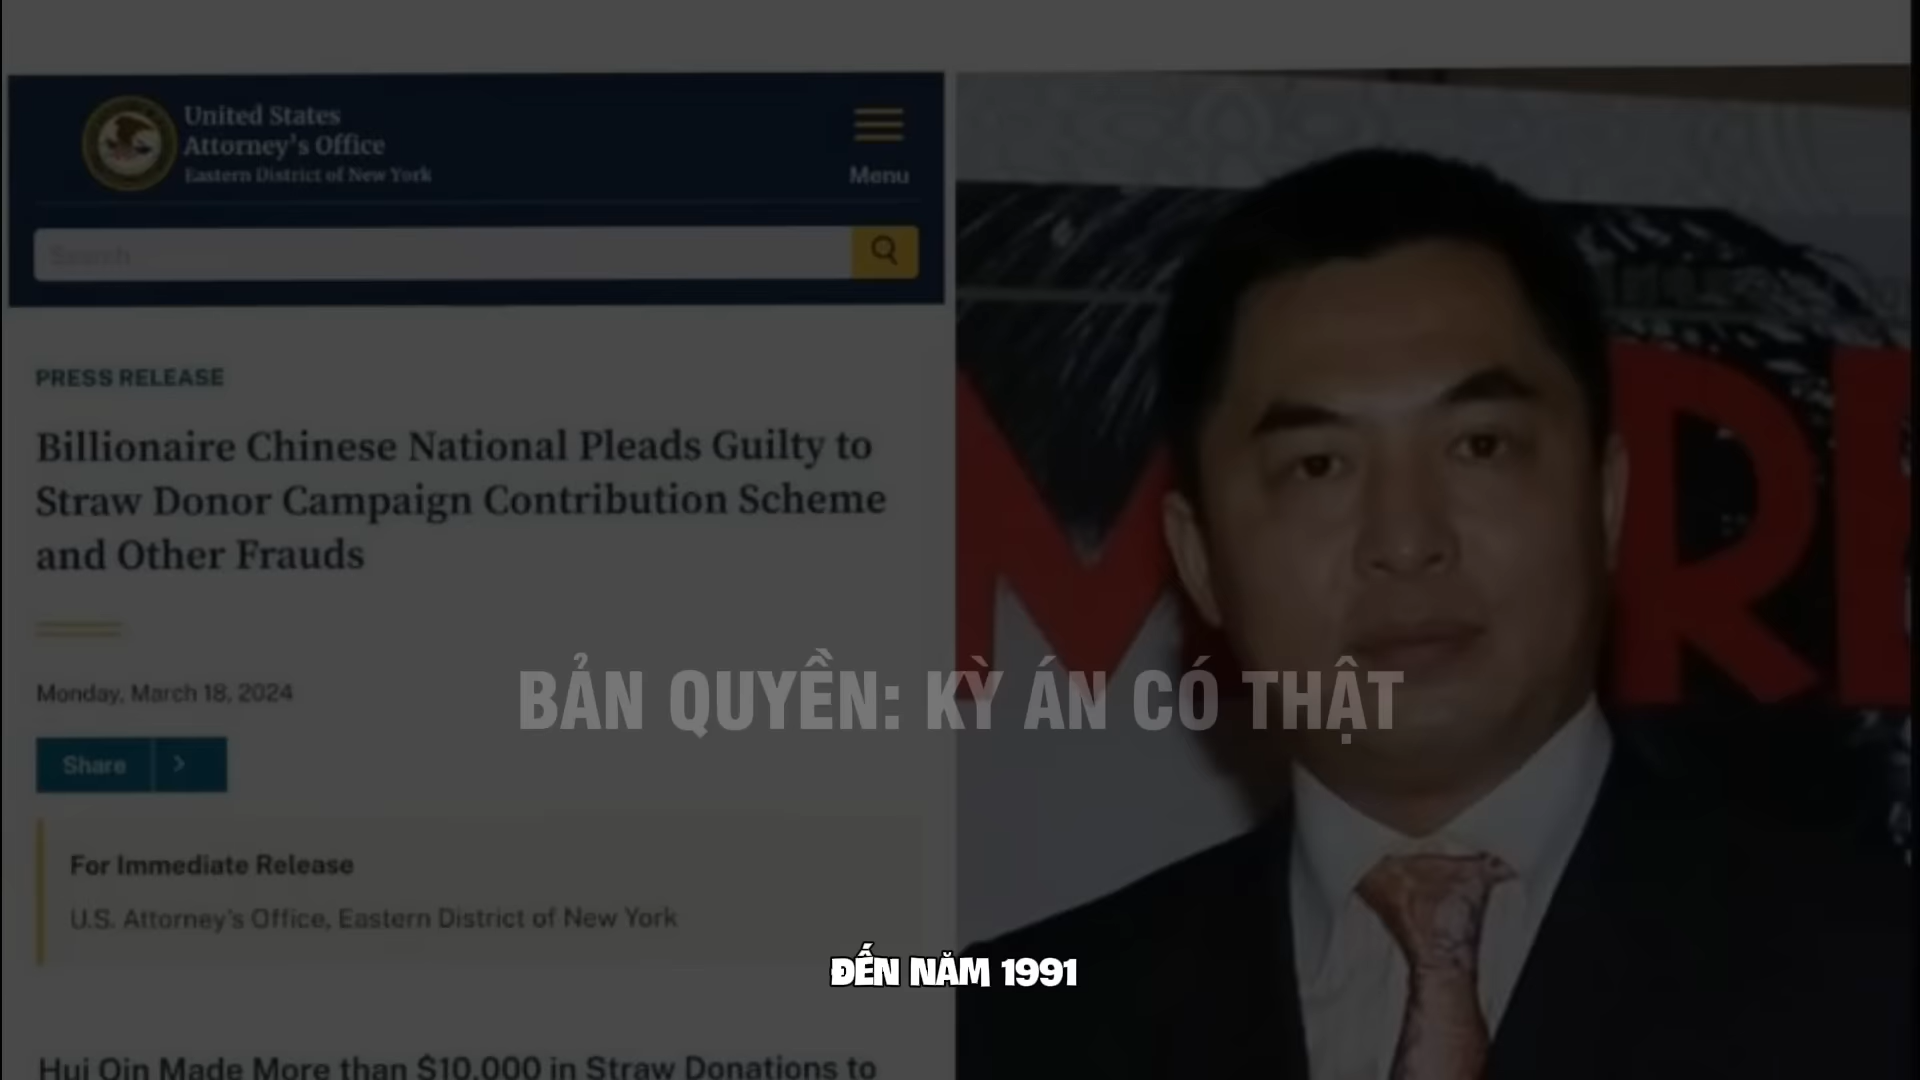 United States
Attorney's Office
Eastern District of New York
Menu
Search
PRESS RELEASE
Billionaire Chinese National Pleads Guilty to
Straw Donor Campaign Contribution Scheme
and Other Frauds
Monday, March 18, 2024
Share
For Immediate Release
U.S. Attorney's Office, Eastern District of New York
Hui Qin Made More than $10,000 in Straw Donations to
M RE
BẢN QUYỀN: KỲ ÁN CÓ THẬT
ĐẾN NĂM 1991